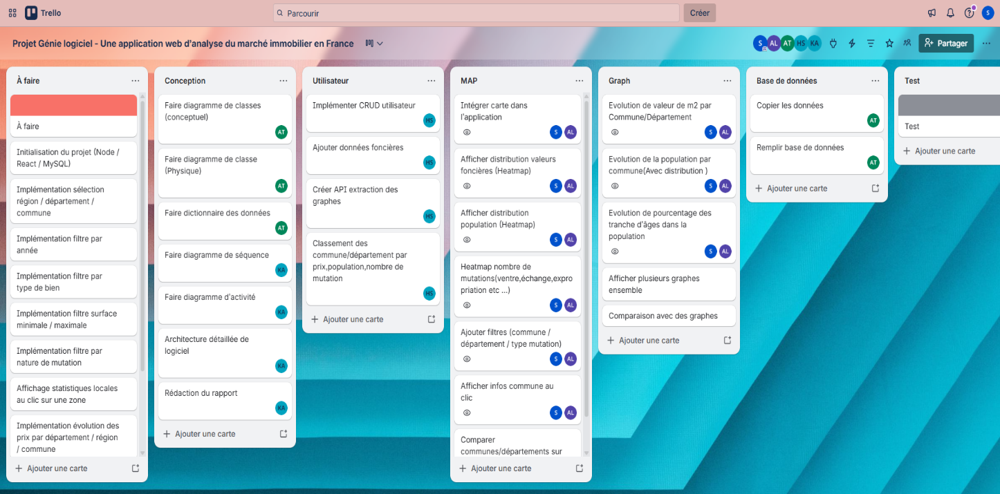 Trello
Parcourir
Créer
S
Projet Génie logiciel - Une application web d'analyse du marché immobilier en France
S
AL
AT
HS
KA
Partager
À faire
À faire
Initialisation du projet (Node /
React / MySQL)
Implémentation sélection
région / département /
commune
Implémentation filtre par
année
Implémentation filtre par
type de bien
Implémentation filtre surface
minimale / maximale
Implémentation filtre par
nature de mutation
Affichage statistiques locales
au clic sur une zone
Implémentation évolution des
prix par département / région
/ commune
Ajouter une carte
Conception
Faire diagramme de classes
(conceptuel)
AT
Faire diagramme de classe
(Physique)
AT
Faire dictionnaire des données
AT
Faire diagramme de séquence
KA
Faire diagramme d'activité
KA
Architecture détaillée de
logiciel
KA
Rédaction du rapport
KA
Ajouter une carte
Utilisateur
Implémenter CRUD utilisateur
HS
Ajouter données foncières
HS
Créer API extraction des
graphes
HS
Classement des
commune/département par
prix,population,nombre de
mutation
HS
Ajouter une carte
MAP
Intégrer carte dans
l'application
S AL
Afficher distribution valeurs
foncières (Heatmap)
S AL
Afficher distribution
population (Heatmap)
S AL
Heatmap nombre de
mutations(ventre,échange,expro
priation etc ...)
S AL
Ajouter filtres (commune /
département / type mutation)
S AL
Afficher infos commune au
clic
S AL
Comparer
communes/départements sur
Ajouter une carte
Graph
Evolution de valeur de m2 par
Commune/Département
S AL
Evolution de la population par
commune(Avec distribution )
S AL
Evolution de pourcentage des
tranche d'âges dans la
population
S AL
Afficher plusieurs graphes
ensemble
Comparaison avec des graphes
Ajouter une carte
Base de données
Copier les données
AT
Remplir base de données
AT
Ajouter une carte
Test
Test
Ajouter une carte